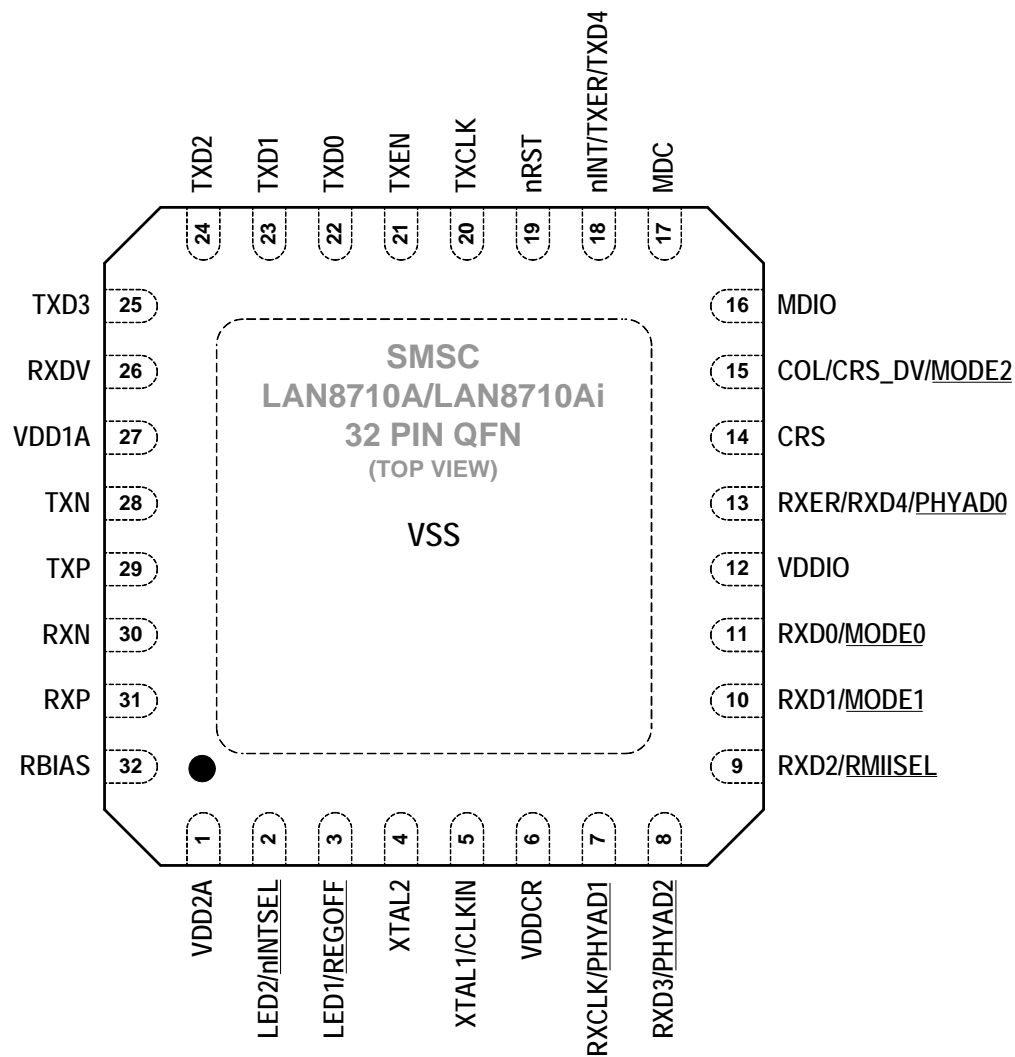 TXD2
TXD1
TXD0
TXEN
TXCLK
nRST
nINT/TXER/TXD4
MDC
24
23
22
21
20
19
18
17
TXD3 25
RXDV 26
VDD1A 27
TXN 28
TXP 29
RXN 30
RXP 31
RBIAS 32
SMSC
LAN8710A/LAN8710Ai
32 PIN QFN
(TOP VIEW)
VSS
16 MDIO
15 COL/CRS_DV/MODE2
14 CRS
13 RXER/RXD4/PHYAD0
12 VDDIO
11 RXD0/MODE0
10 RXD1/MODE1
9 RXD2/RMIISEL
1
2
3
4
5
6
7
8
VDD2A
LED2/nINTSEL
LED1/REGOFF
XTAL2
XTAL1/CLKIN
VDDCR
RXCLK/PHYAD1
RXD3/PHYAD2